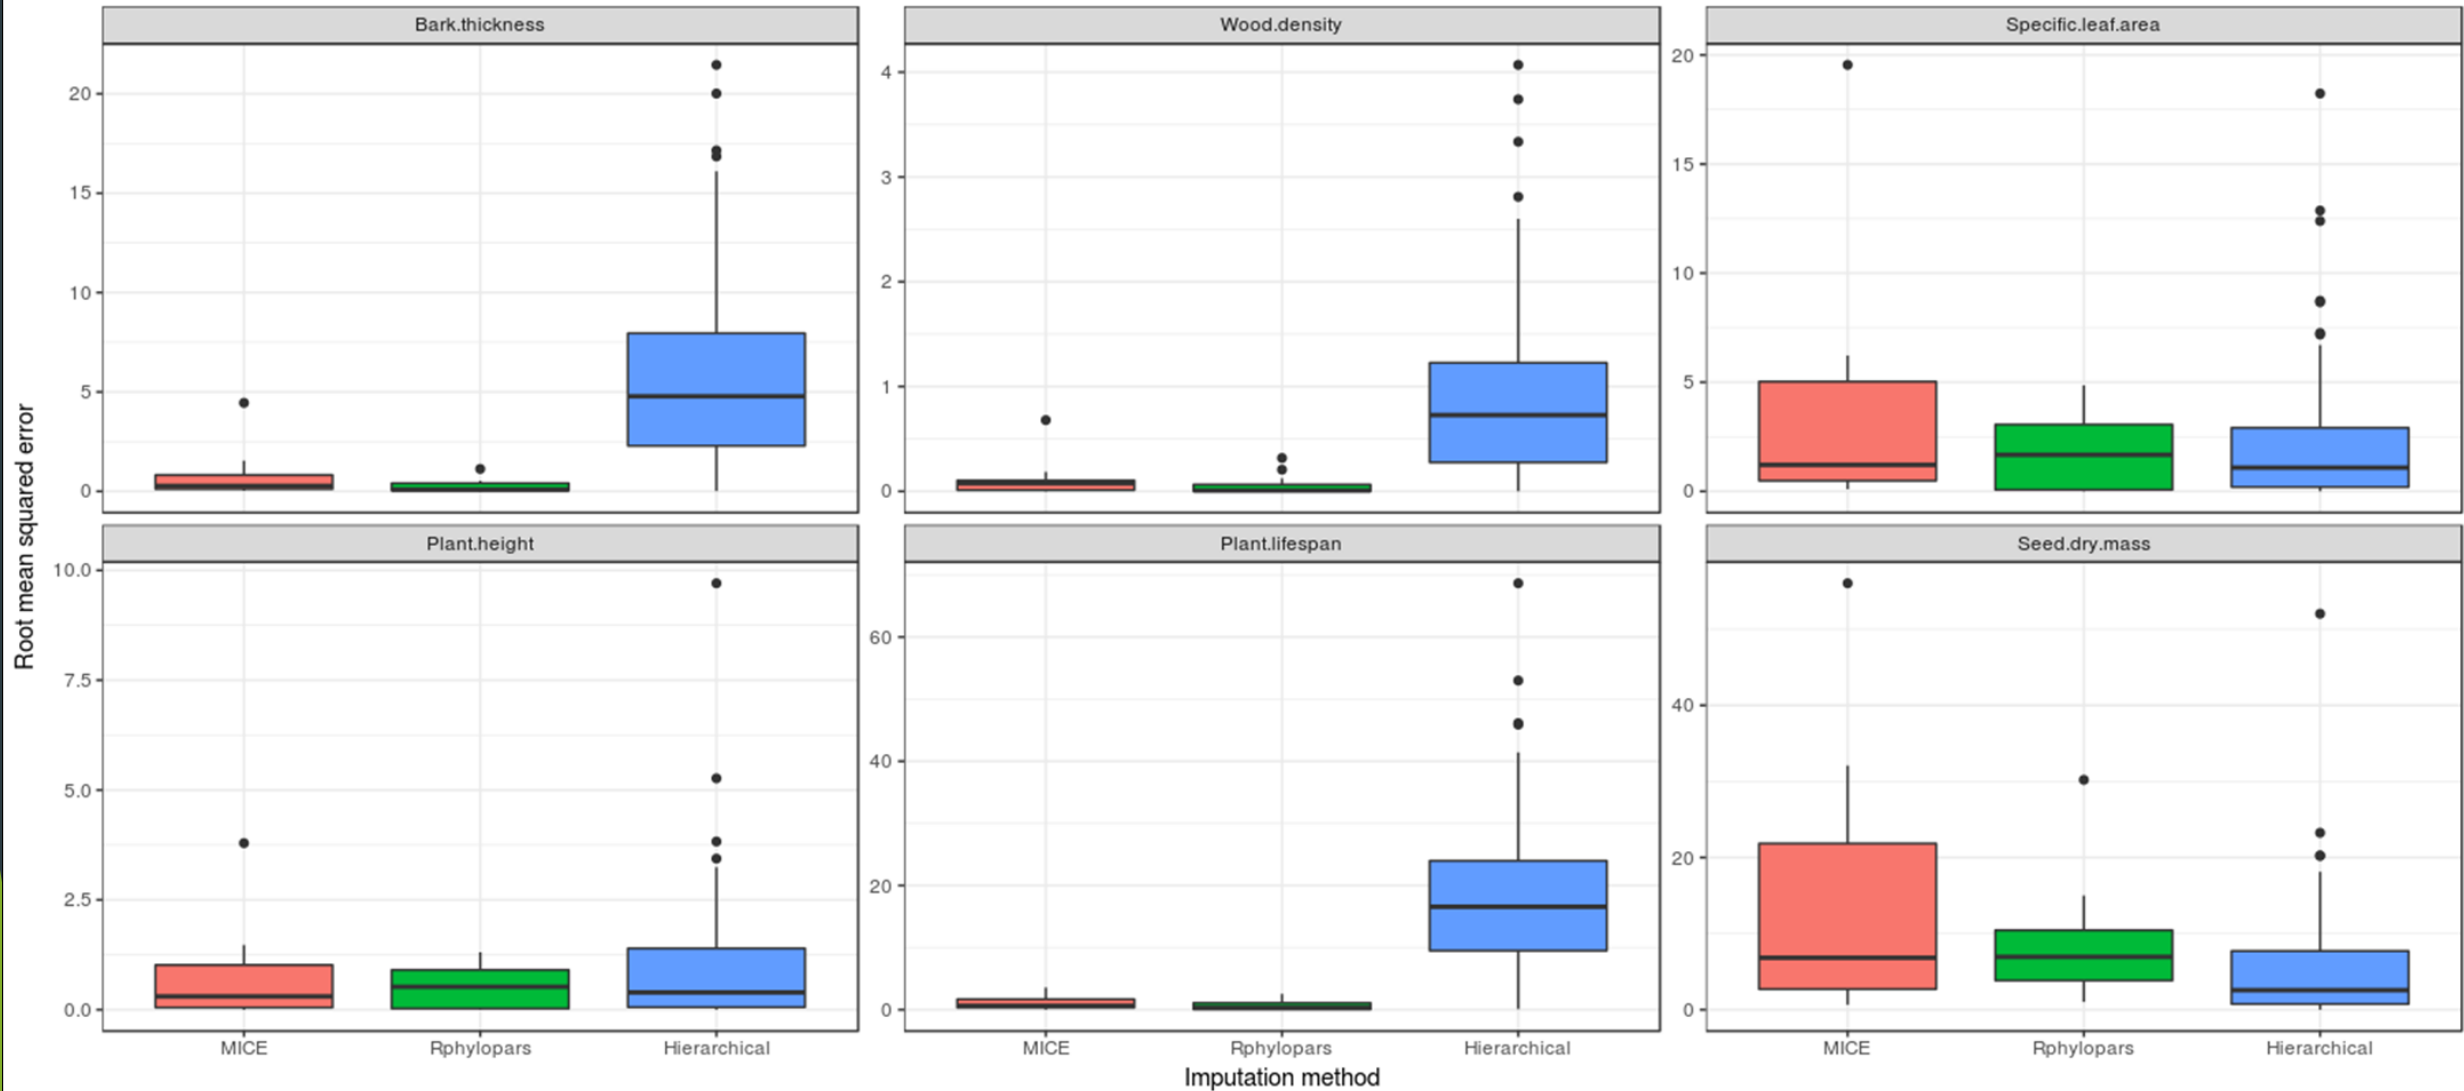 Bark.thickness
Wood.density
Specific.leaf.area
20
15
10
5
0
4
3
2
1
0
20
15
10
5
0
Root mean squared error
Plant.height
Plant.lifespan
Seed.dry.mass
10.0
7.5
5.0
2.5
0.0
60
40
20
0
40
20
0
MICE Rphylopars Hierarchical
MICE Rphylopars Hierarchical
MICE Rphylopars Hierarchical
Imputation method